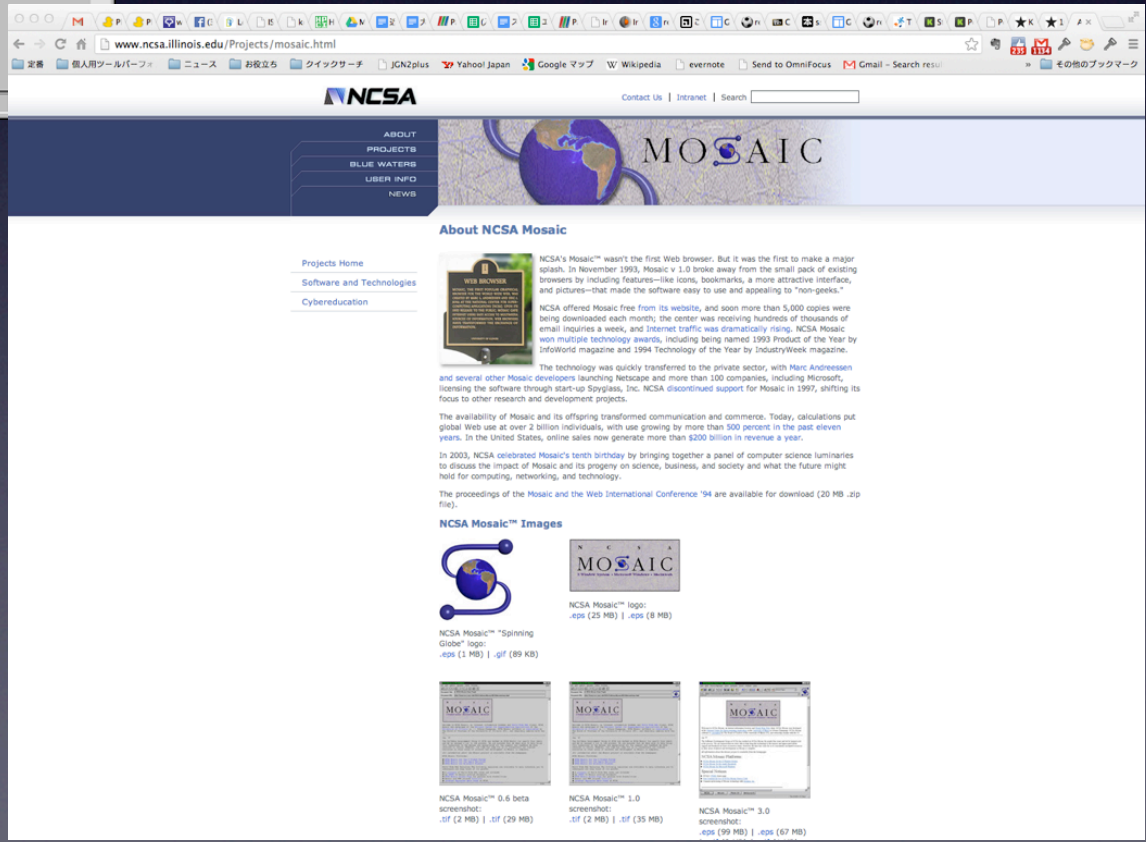 www.ncsa.illinois.edu/Projects/mosaic.html
235
1334
定番
個人用ツールパーフォ
ニュース
お役立ち
クイックサーチ
JGN2plus
Yahoo! Japan
Google マップ
Wikipedia
evernote
Send to OmniFocus
Gmail – Search resul
»
その他のブックマーク
NCSA
Contact Us | Intranet | Search
ABOUT
PROJECTS
BLUE WATERS
USER INFO
NEWS
MOSAIC
About NCSA Mosaic
Projects Home
Software and Technologies
Cybereducation
WEB BROWSER
NCSA's Mosaic™ wasn't the first Web browser. But it was the first to make a major
splash. In November 1993, Mosaic v 1.0 broke away from the small pack of existing
browsers by including features—like icons, bookmarks, a more attractive interface,
and pictures—that made the software easy to use and appealing to "non-geeks."
NCSA offered Mosaic free from its website, and soon more than 5,000 copies were
being downloaded each month; the center was receiving hundreds of thousands of
email inquiries a week, and Internet traffic was dramatically rising. NCSA Mosaic
won multiple technology awards, including being named 1993 Product of the Year by
InfoWorld magazine and 1994 Technology of the Year by IndustryWeek magazine.
The technology was quickly transferred to the private sector, with Marc Andreessen
and several other Mosaic developers launching Netscape and more than 100 companies, including Microsoft,
licensing the software through start-up Spyglass, Inc. NCSA discontinued support for Mosaic in 1997, shifting its
focus to other research and development projects.
The availability of Mosaic and its offspring transformed communication and commerce. Today, calculations put
global Web use at over 2 billion individuals, with use growing by more than 500 percent in the past eleven
years. In the United States, online sales now generate more than $200 billion in revenue a year.
In 2003, NCSA celebrated Mosaic's tenth birthday by bringing together a panel of computer science luminaries
to discuss the impact of Mosaic and its progeny on science, business, and society and what the future might
hold for computing, networking, and technology.
The proceedings of the Mosaic and the Web International Conference '94 are available for download (20 MB .zip
file).
NCSA Mosaic™ Images
NCSA
MOSAIC
NCSA Mosaic™ logo:
.eps (25 MB) | .eps (8 MB)
NCSA Mosaic™ "Spinning
Globe" logo:
.eps (1 MB) | .gif (89 KB)
MOSAIC
MOSAIC
MOSAIC
NCSA Mosaic™ 0.6 beta
screenshot:
.tif (2 MB) | .tif (29 MB)
NCSA Mosaic™ 1.0
screenshot:
.tif (2 MB) | .tif (35 MB)
NCSA Mosaic™ 3.0
screenshot:
.eps (99 MB) | .eps (67 MB)